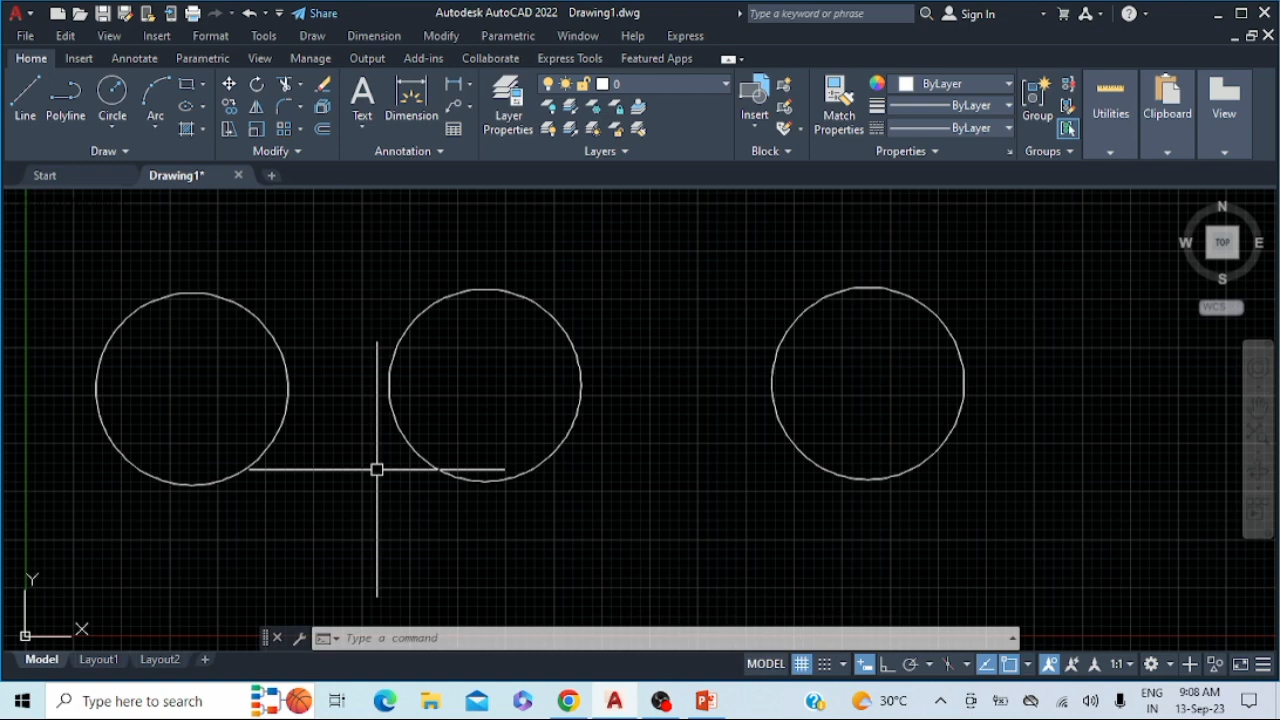 Share
Autodesk AutoCAD 2022 Drawing1.dwg
Type a keyword or phrase
Sign In
File Edit View Insert Format Tools Draw Dimension Modify Parametric Window Help Express
Home Insert Annotate Parametric View Manage Output Add-ins Collaborate Express Tools Featured Apps
0
ByLayer
ByLayer
ByLayer
Line Polyline Circle Arc Text Dimension Layer Properties Insert Match Properties Group Utilities Clipboard View
Draw Modify Annotation Layers Block Properties Groups
Start Drawing1*
N
W TOP E
S
WCS
Y
X
Type a command
Model Layout1 Layout2
MODEL 1:1
Type here to search
30°C
ENG IN
9:08 AM
13-Sep-23